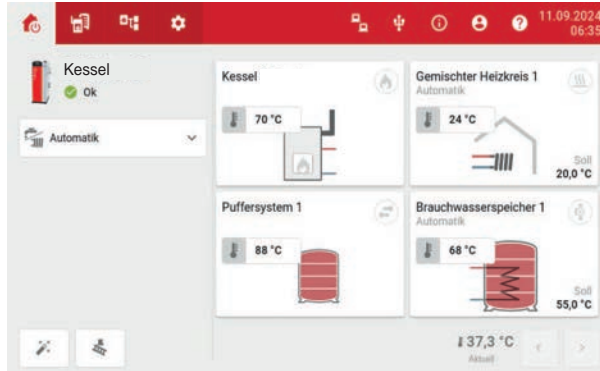 11.09.2024
06:35
Kessel
Ok
Automatik
Kessel
70 °C
Gemischter Heizkreis 1
Automatik
24 °C
Soll
20,0 °C
Puffersystem 1
88 °C
Brauchwasserspeicher 1
Automatik
68 °C
Soll
55,0 °C
37,3 °C
Aktuell